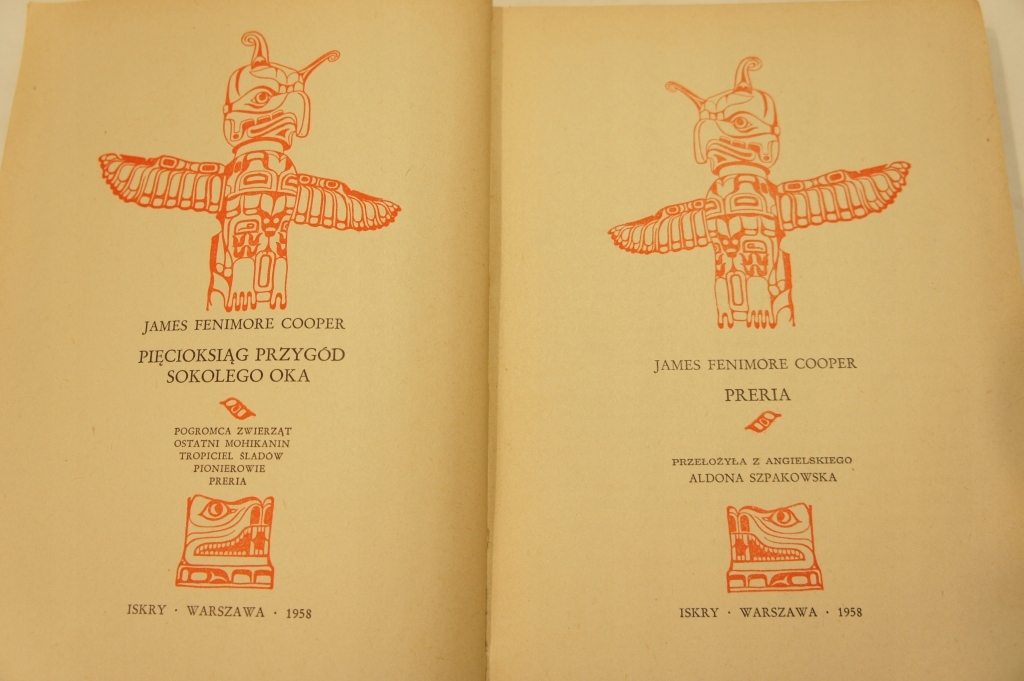 JAMES FENIMORE COOPER
PIĘCIOKSIĄG PRZYGÓD
SOKOLEGO OKA
POGROMCA ZWIERZĄT
OSTATNI MOHIKANIN
TROPICIEL ŚLADÓW
PIONIEROWIE
PRERIA
ISKRY · WARSZAWA · 1958
JAMES FENIMORE COOPER
PRERIA
PRZEŁOŻYŁA Z ANGIELSKIEGO
ALDONA SZPAKOWSKA
ISKRY · WARSZAWA · 1958